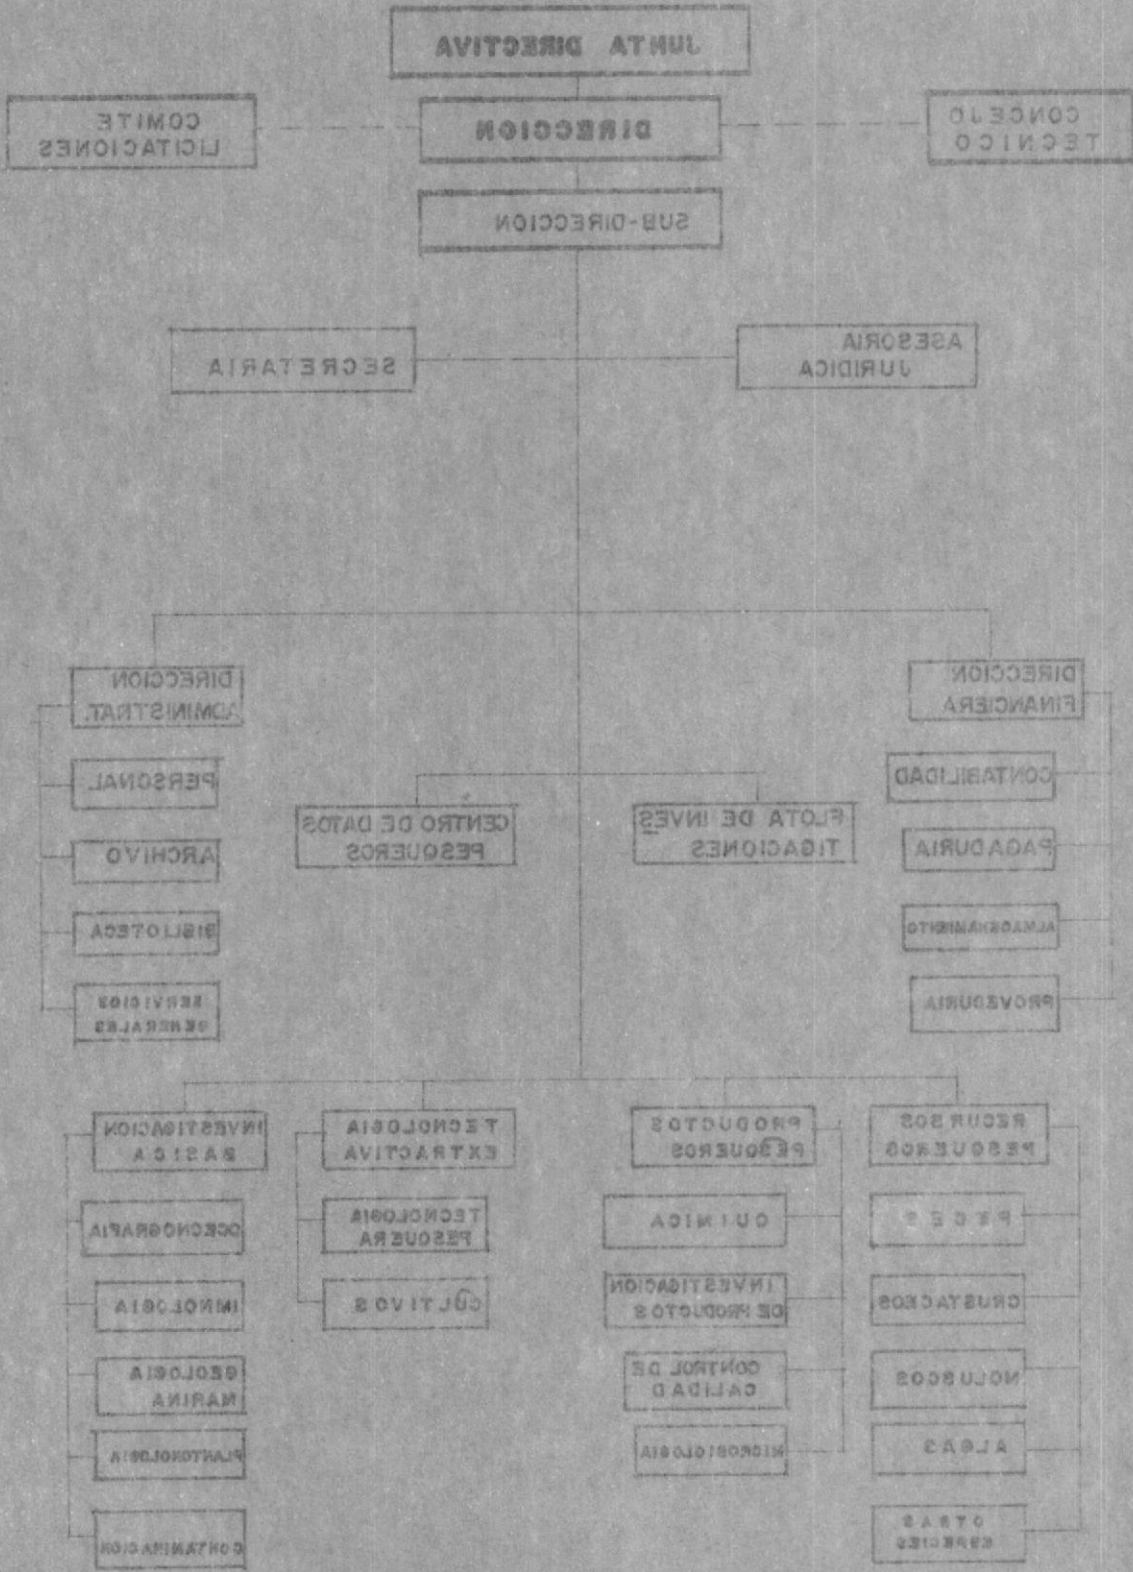 JUNTA DIRECTIVA
CONCEJO
TECNICO
DIRECCION
COMITE
LICITACIONES
SUB-DIRECCION
ASESORIA
JURIDICA
SECRETARIA
DIRECCION
FINANCIERA
CONTABILIDAD
PAGADURIA
ALMACENAMIENTO
PROVEDURIA
FLOTA DE INVES
TIGACIONES
CENTRO DE DATOS
PESQUEROS
DIRECCION
ADMINISTRAT.
PERSONAL
ARCHIVO
BIBLIOTECA
SERVICIOS
GENERALES
RECURSOS
PESQUEROS
PECES
CRUSTACEOS
MOLUSCOS
ALGAS
OTRAS
ESPECIES
PRODUCTOS
PESQUEROS
QUIMICA
INVESTIGACION
DE PRODUCTOS
CONTROL DE
CALIDAD
MICROBIOLOGIA
TECNOLOGIA
EXTRACTIVA
TECNOLOGIA
PESQUERA
CULTIVOS
INVESTIGACION
BASICA
OCECNOGRAFIA
IMNOLOGIA
GEOLOGIA
MARINA
PLANTONOLOGIA
CONTAMINACION